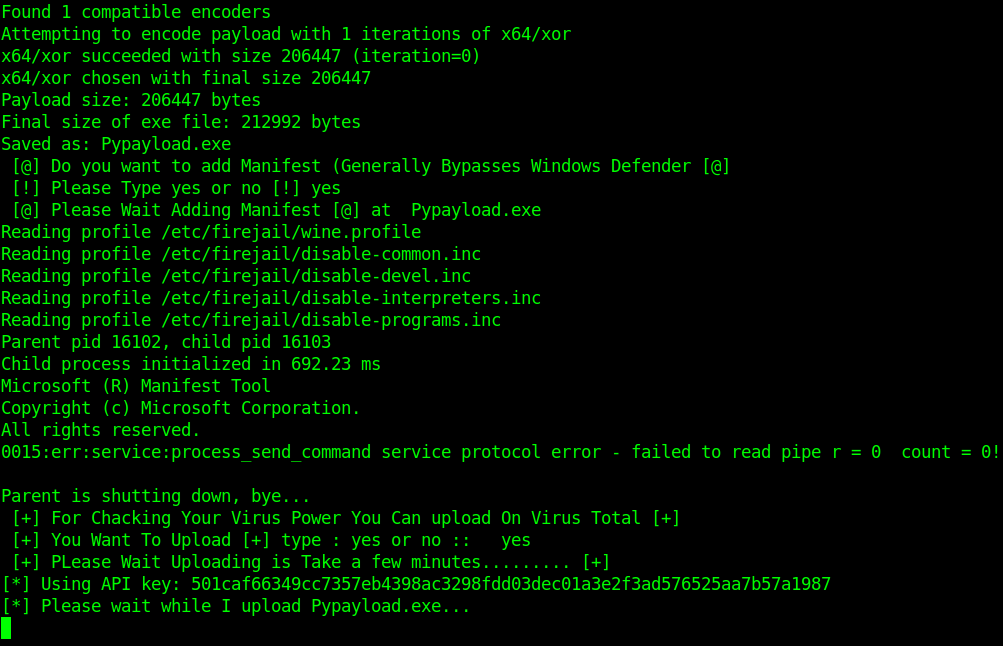 Found 1 compatible encoders
Attempting to encode payload with 1 iterations of x64/xor
x64/xor succeeded with size 206447 (iteration=0)
x64/xor chosen with final size 206447
Payload size: 206447 bytes
Final size of exe file: 212992 bytes
Saved as: Pypayload.exe
[@] Do you want to add Manifest (Generally Bypasses Windows Defender [@]
[!] Please Type yes or no [!] yes
[@] Please Wait Adding Manifest [@] at  Pypayload.exe
Reading profile /etc/firejail/wine.profile
Reading profile /etc/firejail/disable-common.inc
Reading profile /etc/firejail/disable-devel.inc
Reading profile /etc/firejail/disable-interpreters.inc
Reading profile /etc/firejail/disable-programs.inc
Parent pid 16102, child pid 16103
Child process initialized in 692.23 ms
Microsoft (R) Manifest Tool
Copyright (c) Microsoft Corporation.
All rights reserved.
0015:err:service:process_send_command service protocol error - failed to read pipe r = 0  count = 0!
Parent is shutting down, bye...
[+] For Chacking Your Virus Power You Can upload On Virus Total [+]
[+] You Want To Upload [+] type : yes or no ::   yes
[+] PLease Wait Uploading is Take a few minutes......... [+]
[*] Using API key: 501caf66349cc7357eb4398ac3298fdd03dec01a3e2f3ad576525aa7b57a1987
[*] Please wait while I upload Pypayload.exe...